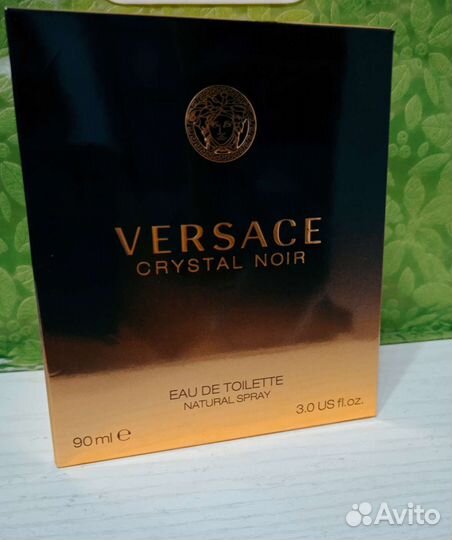 VERSACE
CRYSTAL NOIR
EAU DE TOILETTE
NATURAL SPRAY
90 ml ℮
3.0 US fl.oz.
Avito